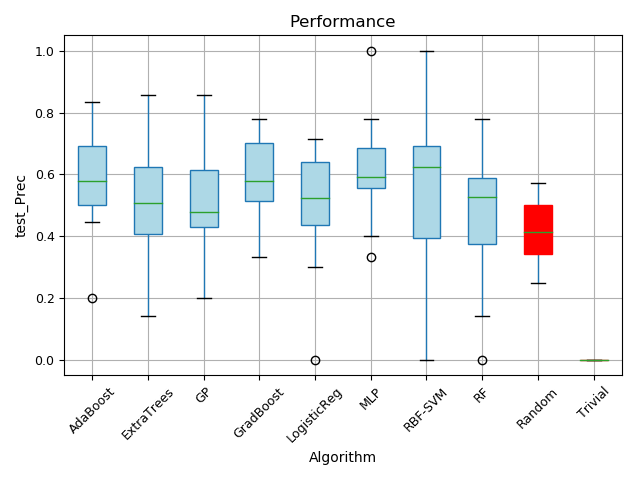 Performance
test_Prec
1.0
0.8
0.6
0.4
0.2
0.0
AdaBoost
ExtraTrees
GP
GradBoost
LogisticReg
MLP
RBF-SVM
RF
Random
Trivial
Algorithm